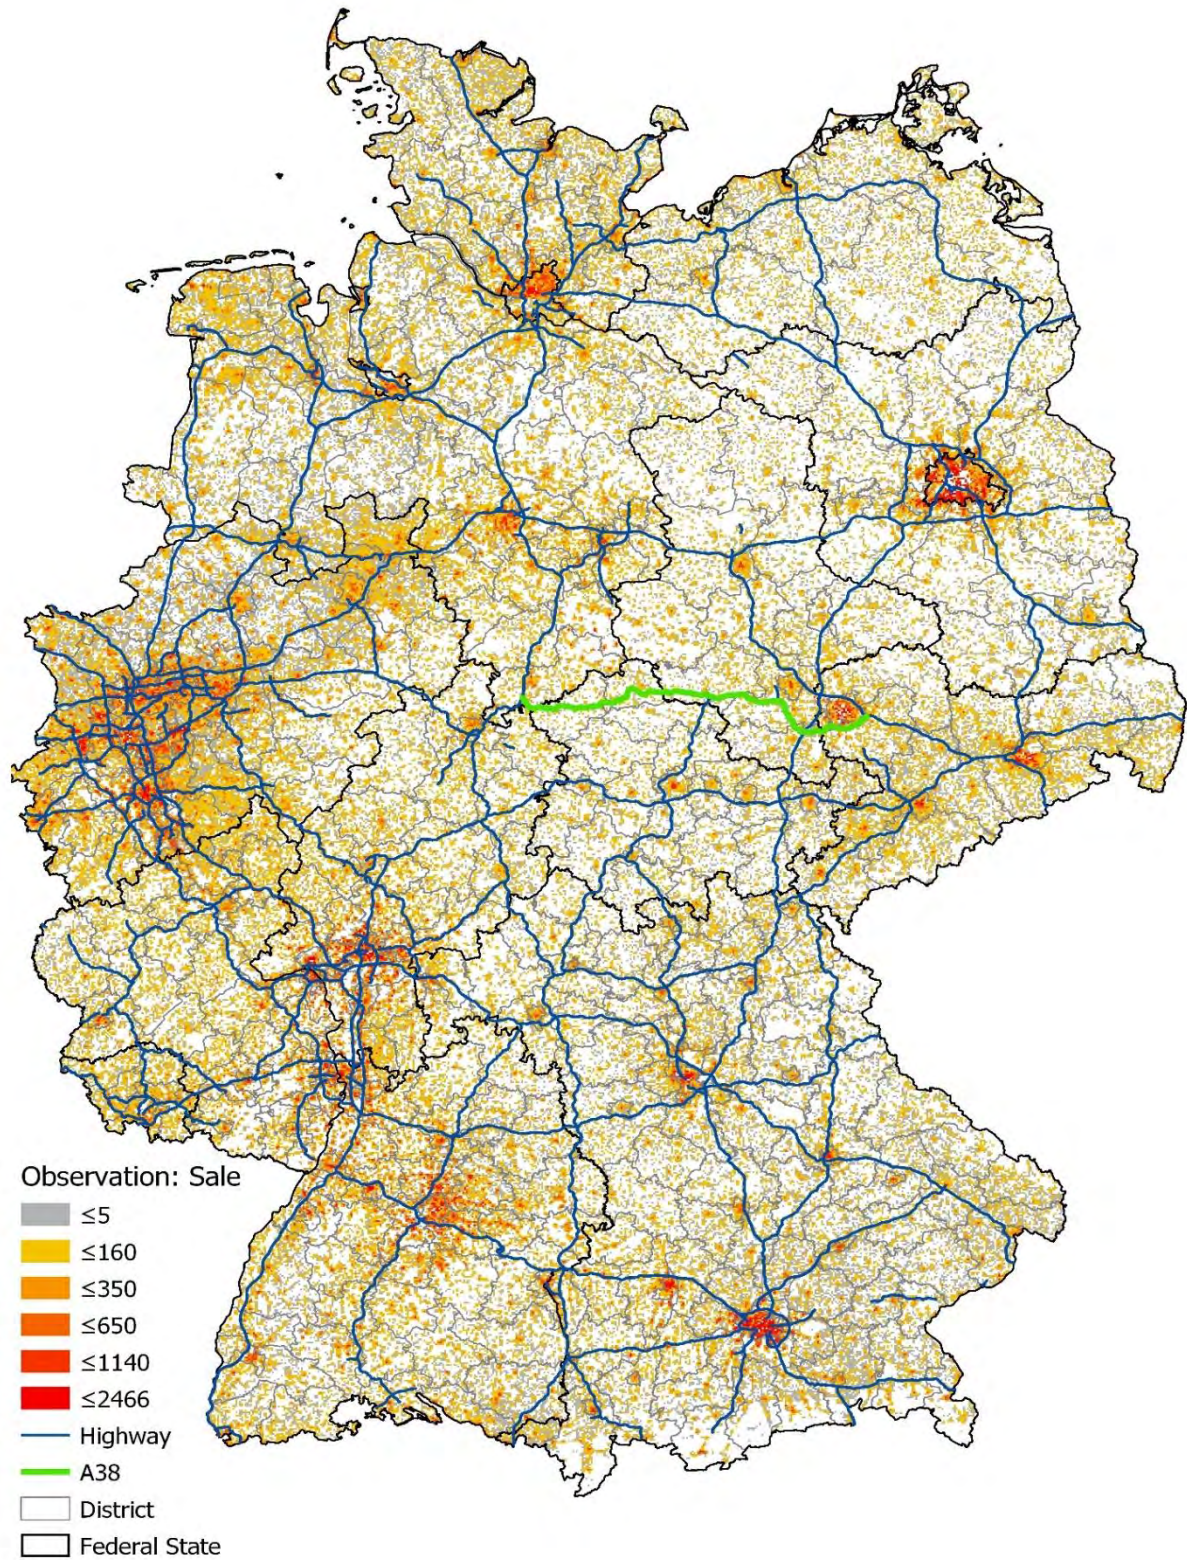 Observation: Sale
≤5
≤160
≤350
≤650
≤1140
≤2466
Highway
A38
District
Federal State